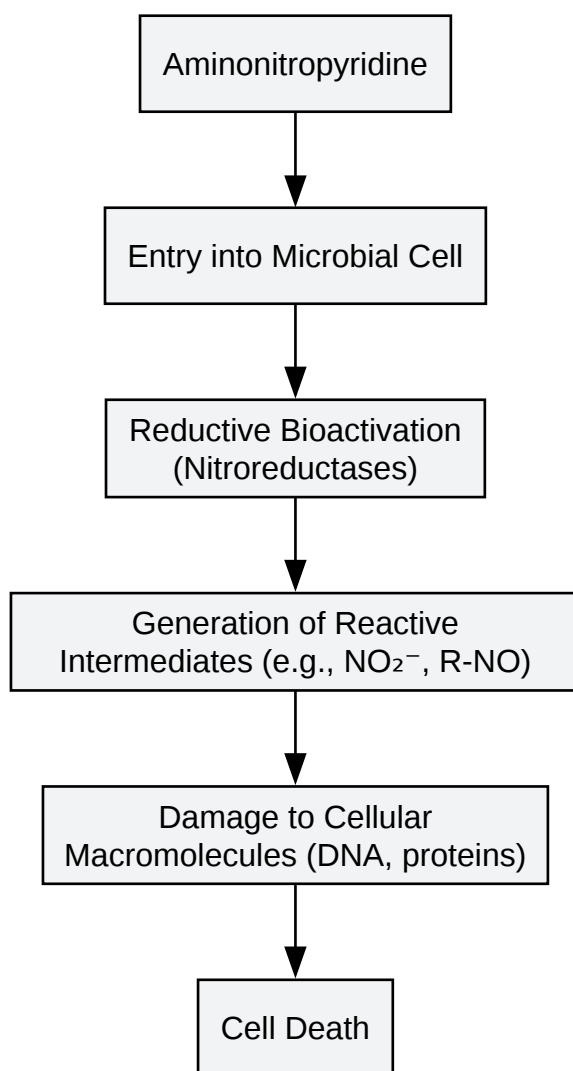 Aminonitropyridine
Entry into Microbial Cell
Reductive Bioactivation
(Nitroreductases)
Generation of Reactive
Intermediates (e.g., NO₂⁻, R-NO)
Damage to Cellular
Macromolecules (DNA, proteins)
Cell Death